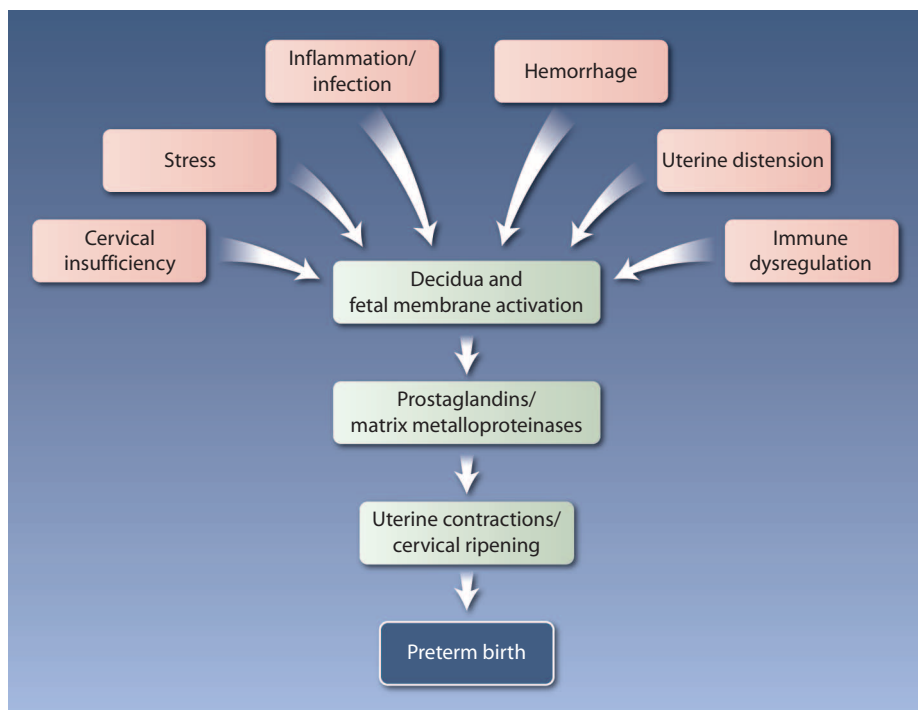 Inflammation/
infection
Hemorrhage
Stress
Uterine distension
Cervical
insufficiency
Immune
dysregulation
Decidua and
fetal membrane activation
Prostaglandins/
matrix metalloproteinases
Uterine contractions/
cervical ripening
Preterm birth